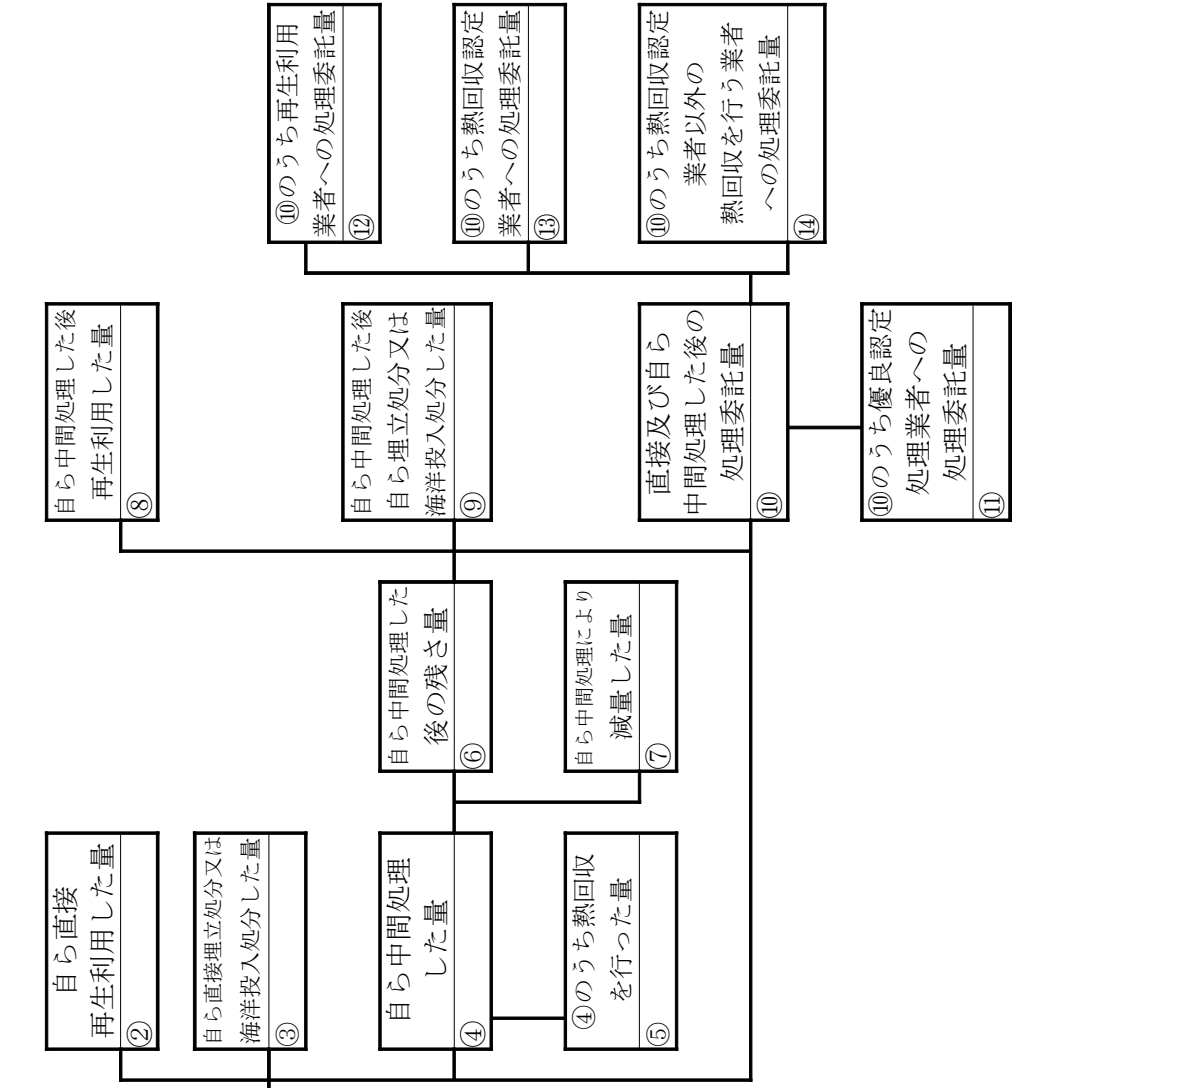 自ら直接
再生利用した量
②
自ら直接埋立処分又は
海洋投入処分した量
③
自ら中間処理
した量
④
④のうち熱回収
を行った量
⑤
自ら中間処理した
後の残さ量
⑥
自ら中間処理により
減量した量
⑦
自ら中間処理した後
再生利用した量
⑧
自ら中間処理した後
自ら埋立処分又は
海洋投入処分した量
⑨
直接及び自ら
中間処理した後の
処理委託量
⑩
⑩のうち優良認定
処理業者への
処理委託量
⑪
⑩のうち再生利用
業者への処理委託量
⑫
⑩のうち熱回収認定
業者への処理委託量
⑬
⑩のうち熱回収認定
業者以外の
熱回収を行う業者
への処理委託量
⑭